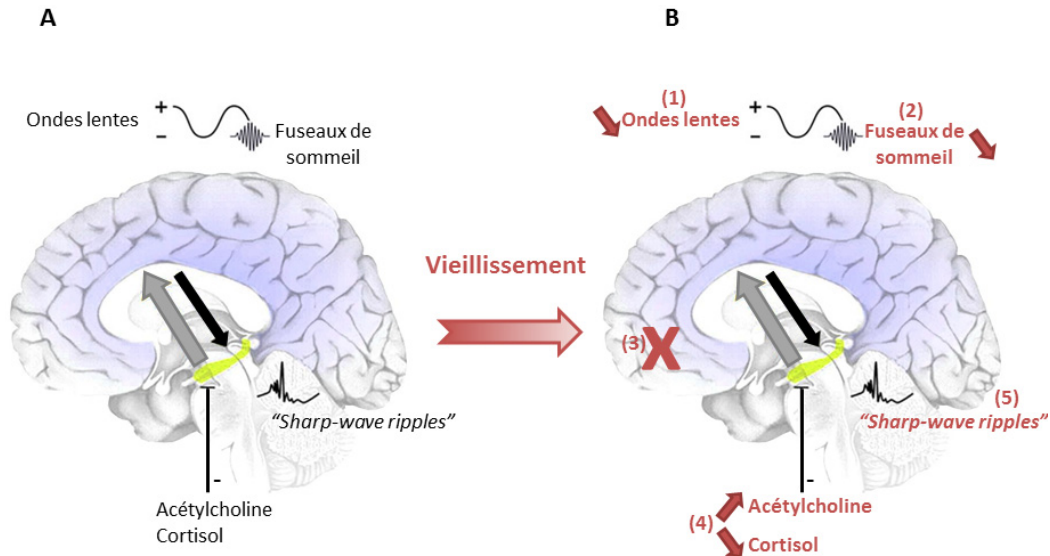 A
+
Ondes lentes
-
Fuseaux de
sommeil
"Sharp-wave ripples"
-
Acétylcholine
Cortisol
Vieillissement
B
(1)
Ondes lentes
+
-
(2)
Fuseaux de
sommeil
(3) X
(5)
"Sharp-wave ripples"
-
(4)
Acétylcholine
Cortisol